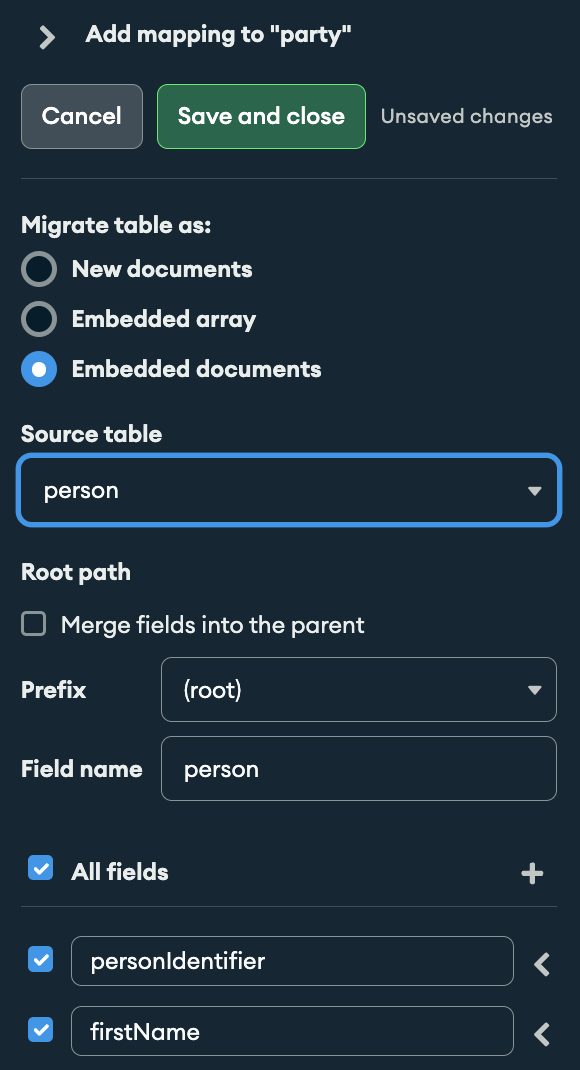 Add mapping to "party"
Cancel
Save and close
Unsaved changes
Migrate table as:
New documents
Embedded array
Embedded documents
Source table
person
Root path
Merge fields into the parent
Prefix
(root)
Field name
person
All fields
personIdentifier
firstName